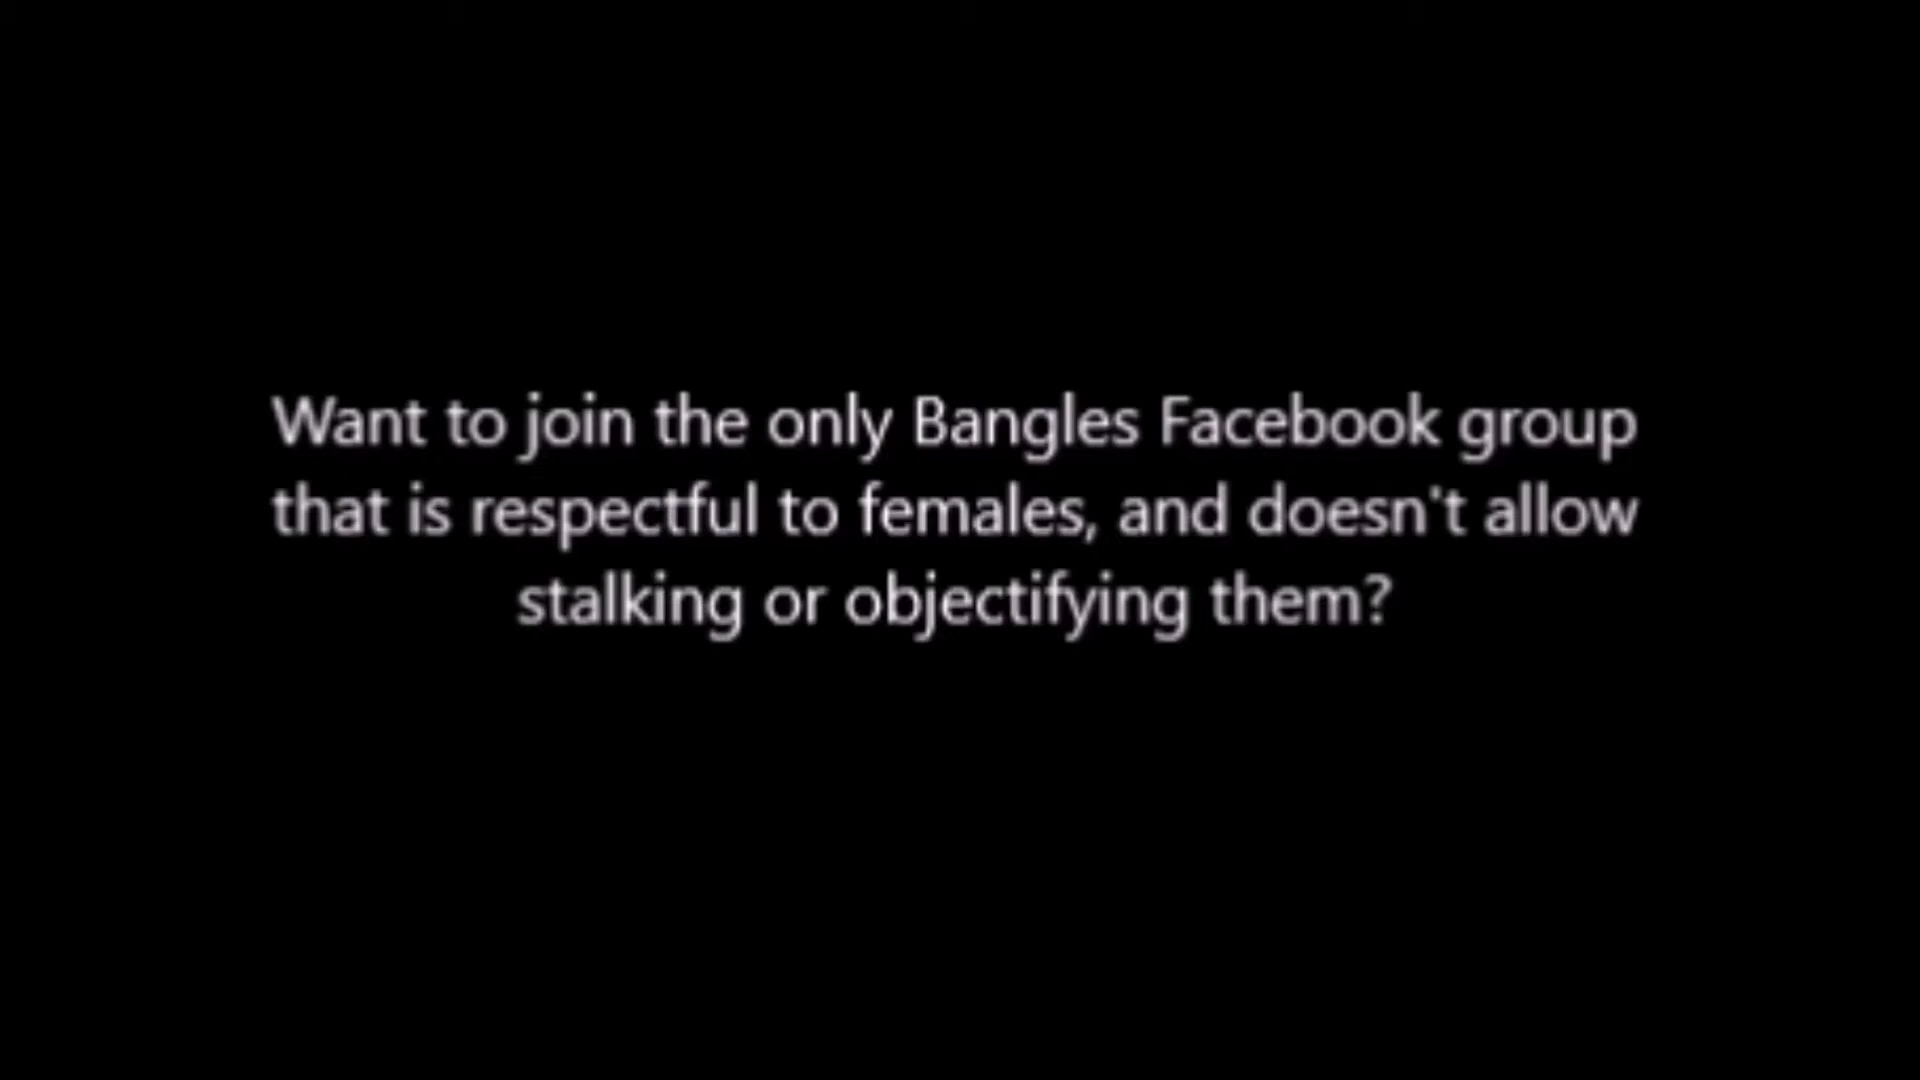 Want to join the only Bangles Facebook group
that is respectful to females, and doesn't allow
stalking or objectifying them?